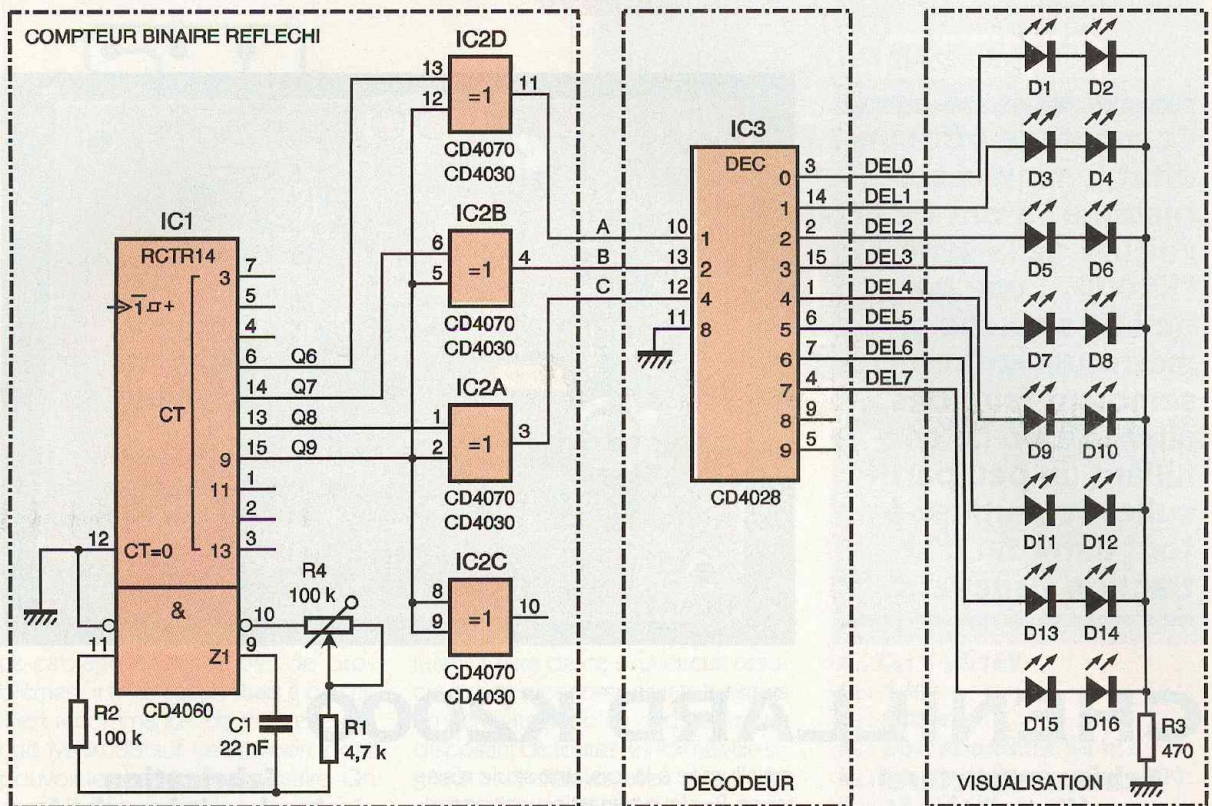 COMPTEUR BINAIRE REFLECHI
IC1
RCTR14
3
7
5
4
6
Q6
14
Q7
CT
13
Q8
9
15
Q9
11
1
2
13
3
12
CT=0
&
10
11
Z1
9
CD4060
R2
100 k
C1
22 nF
R4
100 k
R1
4,7 k
IC2D
13
12
=1
11
CD4070
CD4030
IC2B
6
5
=1
4
CD4070
CD4030
IC2A
1
2
=1
3
CD4070
CD4030
IC2C
8
9
=1
10
CD4070
CD4030
A
B
C
IC3
DEC
10
1
13
2
12
4
11
8
0
3
DEL0
1
14
DEL1
2
2
DEL2
3
15
DEL3
4
1
DEL4
5
6
DEL5
6
7
DEL6
7
4
DEL7
8
9
9
5
CD4028
DECODEUR
D1 D2
D3 D4
D5 D6
D7 D8
D9 D10
D11 D12
D13 D14
D15 D16
R3
470
VISUALISATION